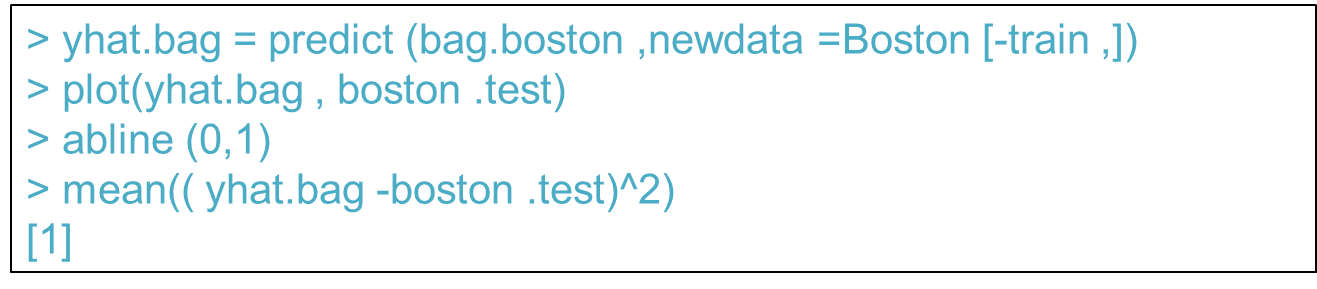 > yhat.bag = predict (bag.boston ,newdata =Boston [-train ,])
> plot(yhat.bag , boston .test)
> abline (0,1)
> mean(( yhat.bag -boston .test)^2)
[1]